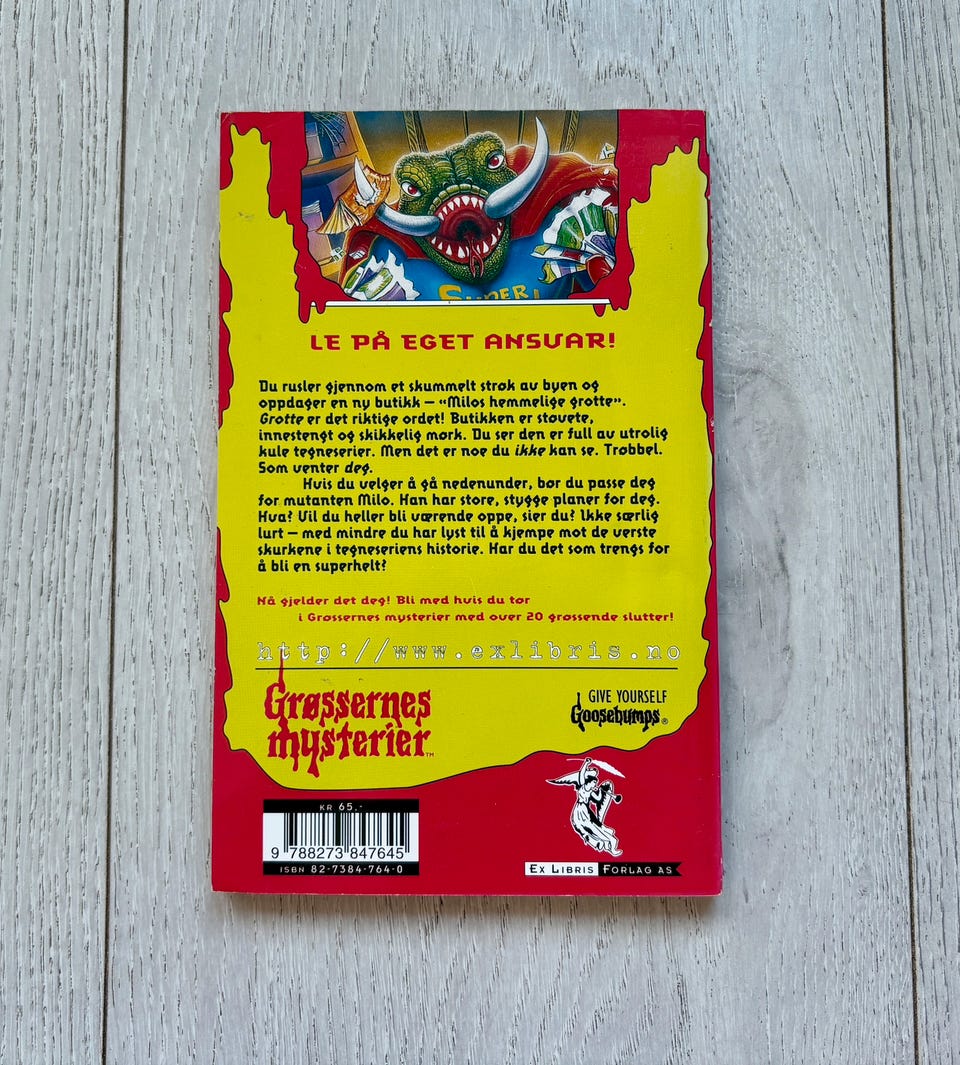 SUPER!
LE PÅ EGET ANSVAR!
Du rusler gjennom et skummelt strøk av byen og
oppdager en ny butikk – «Milos hemmelige grotte».
Grotte er det riktige ordet! Butikken er støvete,
innestengt og skikkelig mørk. Du ser den er full av utrolig
kule tegneserier. Men det er noe du ikke kan se. Trøbbel.
Som venter deg.
Hvis du velger å gå nedenunder, bør du passe deg
for mutanten Milo. Han har store, stygge planer for deg.
Hva? Vil du heller bli værende oppe, sier du? Ikke særlig
lurt – med mindre du har lyst til å kjempe mot de verste
skurkene i tegneseriens historie. Har du det som trengs for
å bli en superhelt?
Nå gjelder det deg! Bli med hvis du tør
i Grøssernes mysterier med over 20 grøssende slutter!
http://www.exlibris.no
Grøssernes
mysterier™
GIVE YOURSELF
Goosebumps®
KR 65.-
9 788273 847645
ISBN 82-7384-764-0
EX LIBRIS FORLAG AS